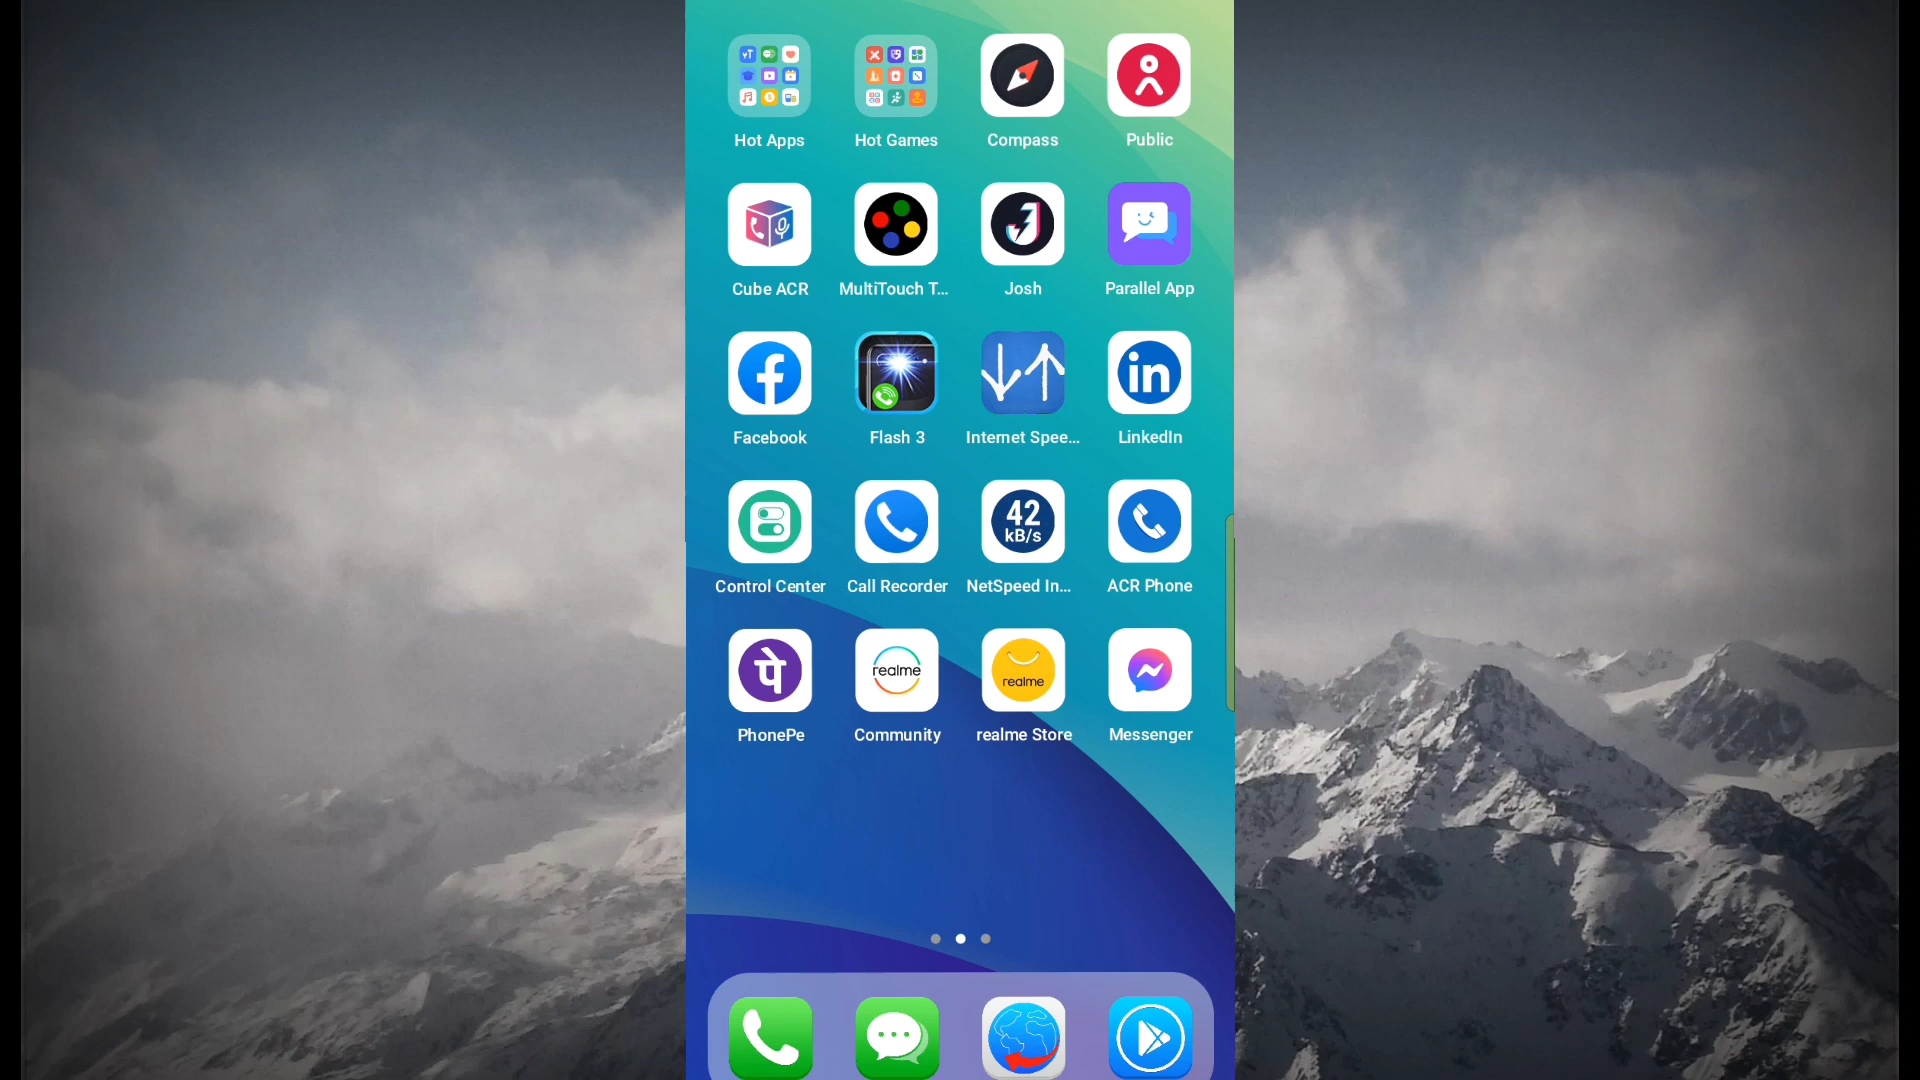 Hot Apps Hot Games Compass Public
Cube ACR MultiTouch T... Josh Parallel App
Facebook Flash 3 Internet Spee... LinkedIn
in
42
kB/s
Control Center Call Recorder NetSpeed In... ACR Phone
पे realme realme
PhonePe Community realme Store Messenger